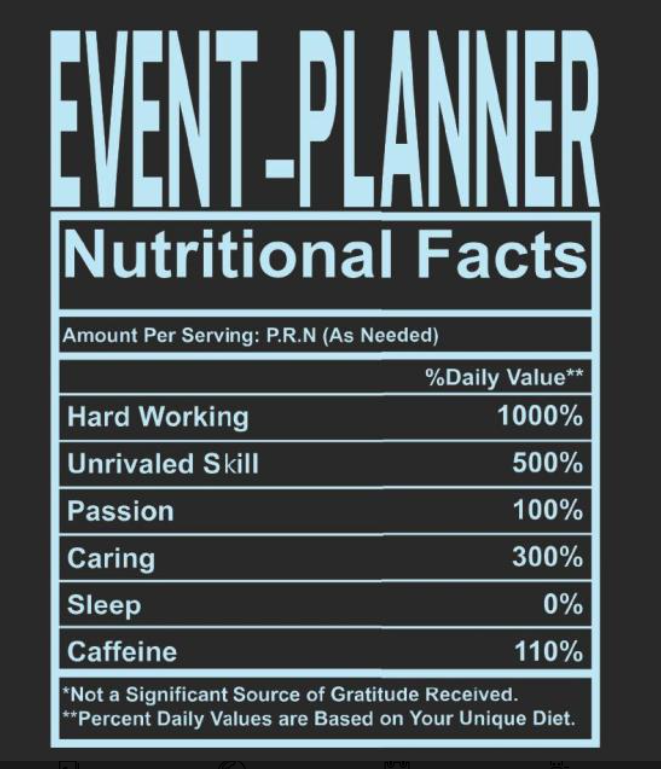 EVENT-PLANNER
Nutritional Facts
Amount Per Serving: P.R.N (As Needed)
%Daily Value**
Hard Working 1000%
Unrivaled Skill 500%
Passion 100%
Caring 300%
Sleep 0%
Caffeine 110%
*Not a Significant Source of Gratitude Received.
**Percent Daily Values are Based on Your Unique Diet.